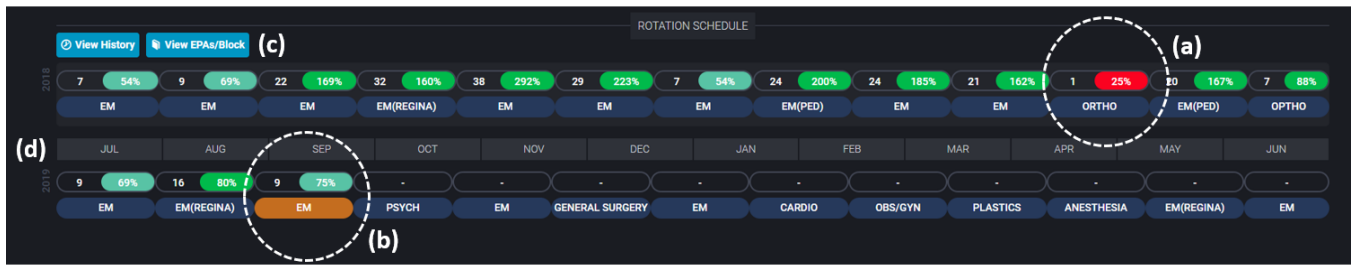 ROTATION SCHEDULE
View History View EPAs/Block (c) (a)
2018 7 54% 9 69% 22 169% 32 160% 38 292% 29 223% 7 54% 24 200% 24 185% 21 162% 1 25% 20 167% 7 88%
EM EM EM EM(REGINA) EM EM EM EM(PED) EM EM ORTHO EM(PED) OPTHO
(d) JUL AUG SEP OCT NOV DEC JAN FEB MAR APR MAY JUN
2019 9 69% 16 80% 9 75% - - - - - - - - - -
EM EM(REGINA) EM PSYCH EM GENERAL SURGERY EM CARDIO OBS/GYN PLASTICS ANESTHESIA EM(REGINA) EM
(b)